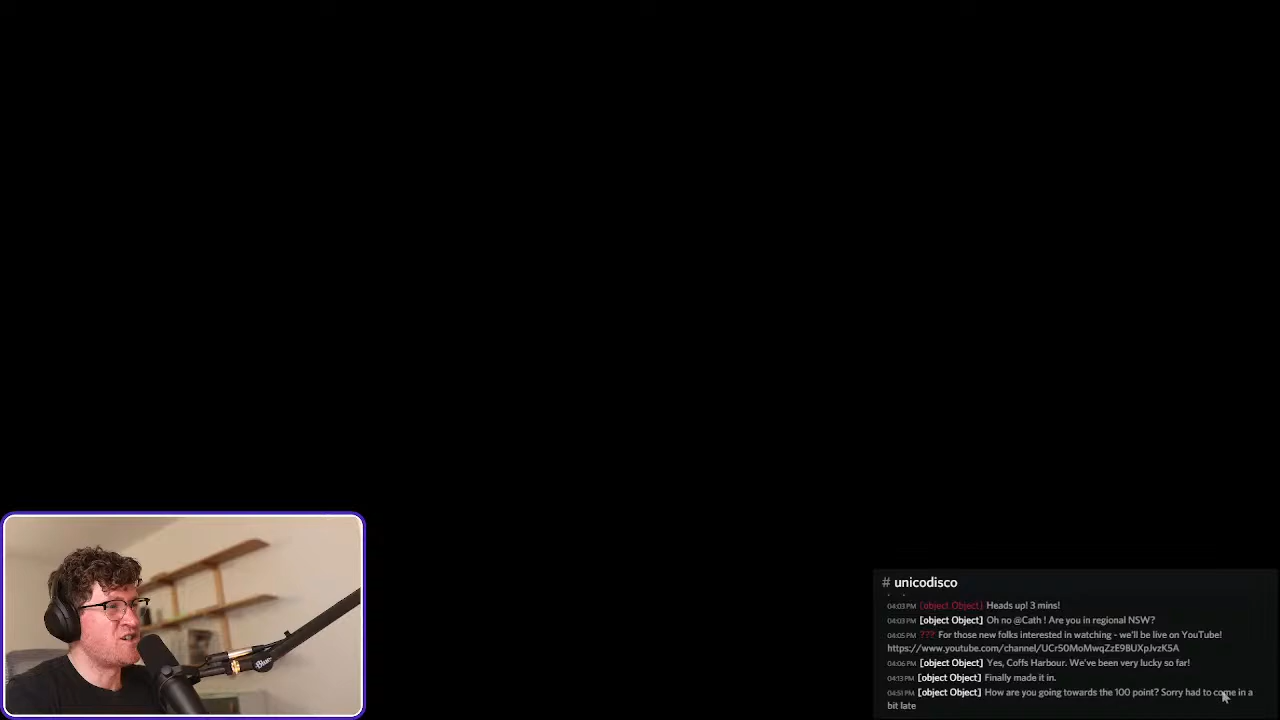 # unicodisco
04:03 PM [object Object] Heads up! 3 mins!
04:03 PM [object Object] Oh no @Cath ! Are you in regional NSW?
04:05 PM ??? For those new folks interested in watching - we'll be live on YouTube!
https://www.youtube.com/channel/UCr50MoMwqZzE9BUXpJvzK5A
04:06 PM [object Object] Yes, Coffs Harbour. We've been very lucky so far!
04:13 PM [object Object] Finally made it in.
04:51 PM [object Object] How are you going towards the 100 point? Sorry had to come in a
bit late